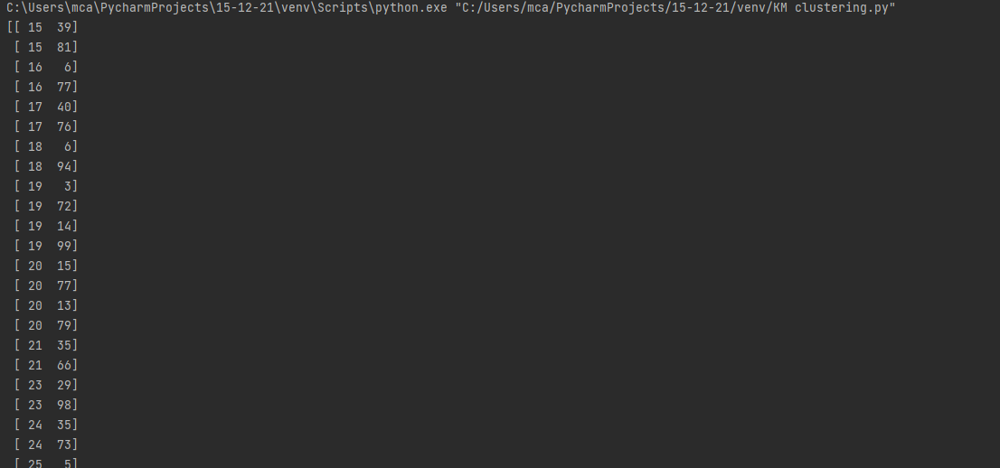 C:\Users\mca\PycharmProjects\15-12-21\venv\Scripts\python.exe "C:/Users/mca/PycharmProjects/15-12-21/venv/KM clustering.py"
[[ 15  39]
 [ 15  81]
 [ 16   6]
 [ 16  77]
 [ 17  40]
 [ 17  76]
 [ 18   6]
 [ 18  94]
 [ 19   3]
 [ 19  72]
 [ 19  14]
 [ 19  99]
 [ 20  15]
 [ 20  77]
 [ 20  13]
 [ 20  79]
 [ 21  35]
 [ 21  66]
 [ 23  29]
 [ 23  98]
 [ 24  35]
 [ 24  73]
 [ 25   5]